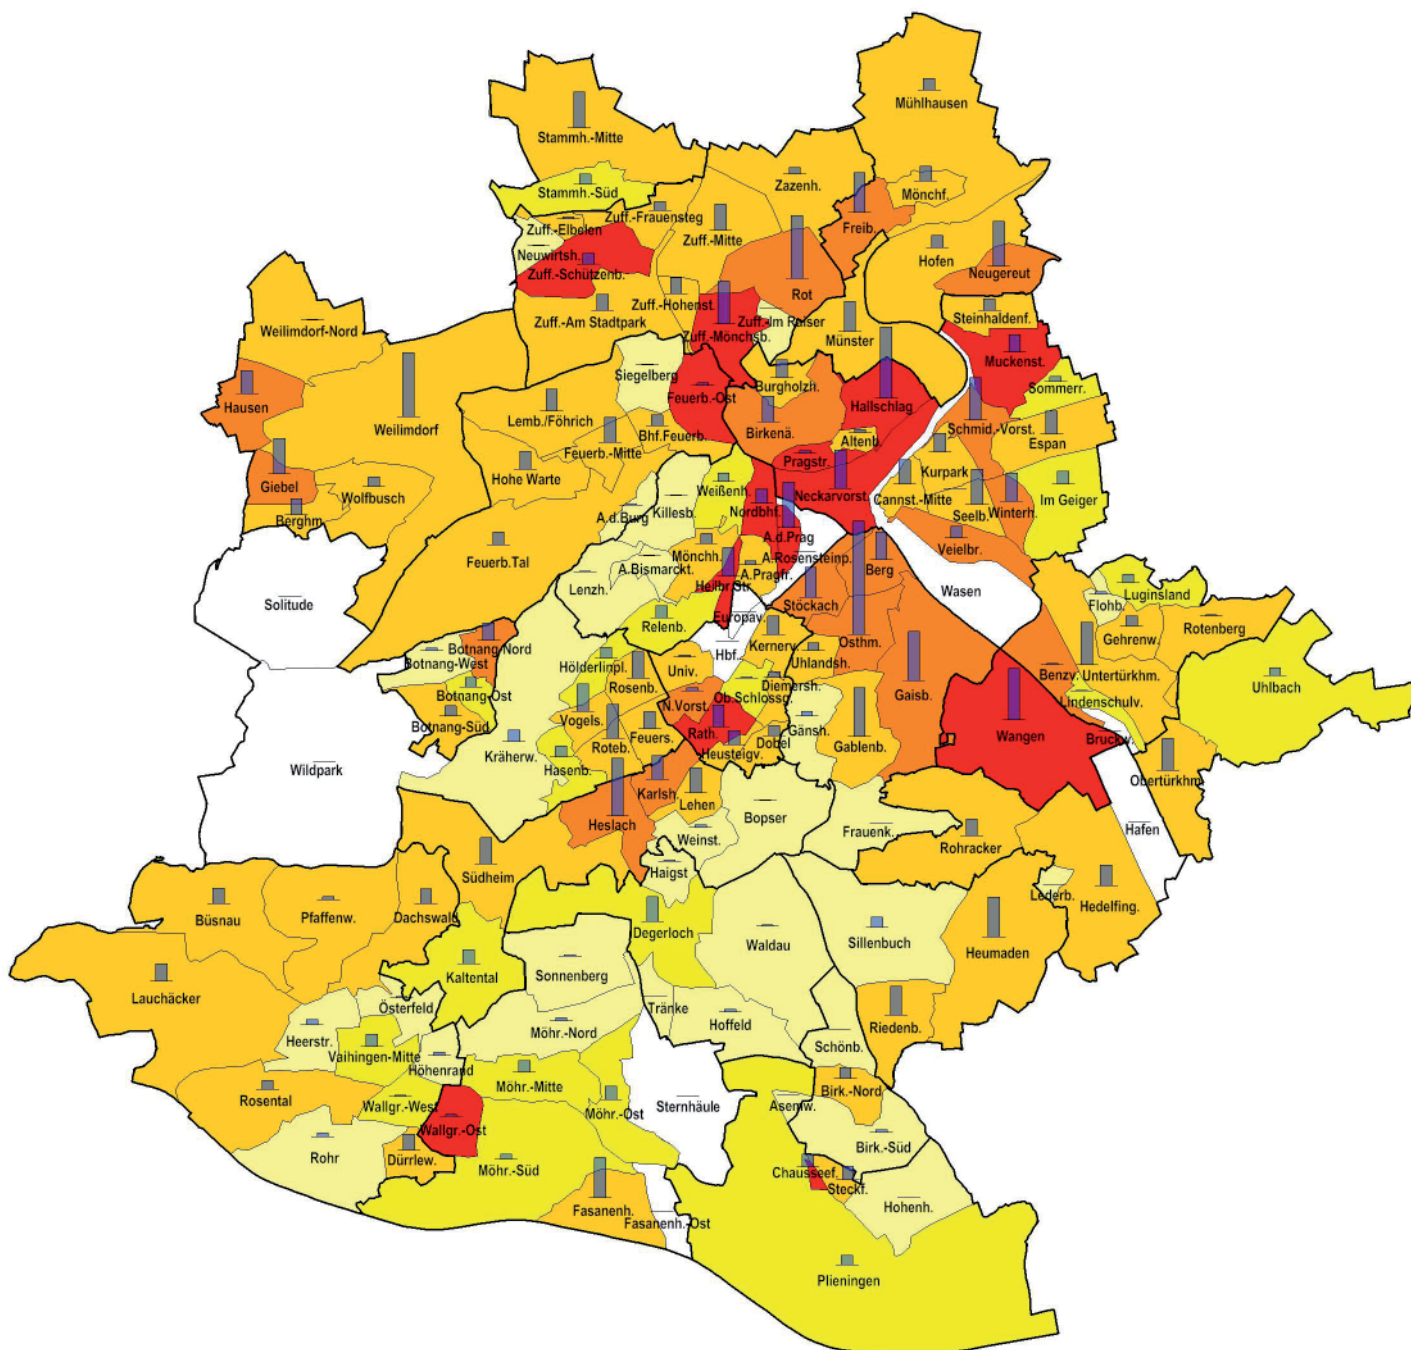 Mühlhausen
Stammh.-Mitte
Zazenh.
Mönchf.
Stammh.-Süd
Zuff.-Frauensteg
Freib.
Zuff.-Elbelen
Zuff.-Mitte
Hofen
Neuwirtsh.
Zuff.-Schützenb.
Neugereut
Rot
Zuff.-Hohenst.
Steinhaldenf.
Zuff.-Im Raiser
Weilimdorf-Nord
Zuff.-Am Stadtpark
Zuff.-Mönchsb.
Münster
Muckenst.
Siegelberg
Burgholzh.
Sommerr.
Feuerb.-Ost
Hausen
Hallschlag
Lemb./Föhrich
Weilimdorf
Birkenä.
Schmid.-Vorst.
Bhf.Feuerb.
Altenb.
Espan
Feuerb.-Mitte
Pragstr.
Kurpark
Hohe Warte
Giebel
Wolfbusch
Weißenh.
Neckarvorst.
Cannst.-Mitte
Im Geiger
Nordbhf.
Seelb.
Winterh.
Berghm.
A.d.Burg
Killesb.
A.d.Prag
Veielbr.
Mönchh.
A.Rosensteinp.
Feuerb.Tal
A.Bismarckt.
A.Pragfr.
Berg
Lenzh.
Heilbr.Str.
Luginsland
Wasen
Flohb.
Solitude
Stöckach
Europav.
Relenb.
Rotenberg
Osthm.
Gehrenw.
Botnang-Nord
Kernerv.
Hbf.
Botnang-West
Hölderlinpl.
Univ.
Uhlandsh.
Benzv.
Untertürkhm.
Uhlbach
Rosenb.
Diemersh.
Botnang-Ost
Ob.Schlossg.
Gaisb.
Lindenschulv.
N.Vorst.
Botnang-Süd
Vogels.
Feuers.
Rath.
Gänsh.
Gablenb.
Wangen
Bruckw.
Roteb.
Dobel
Kräherw.
Heusteigv.
Hasenb.
Wildpark
Obertürkhm.
Karlsh.
Lehen
Bopser
Heslach
Hafen
Frauenk.
Weinst.
Rohracker
Südheim
Haigst
Lederb.
Hedelfing.
Büsnau
Pfaffenw.
Dachswald
Degerloch
Sillenbuch
Waldau
Heumaden
Sonnenberg
Kaltental
Lauchäcker
Österfeld
Tränke
Hoffeld
Riedenb.
Möhr.-Nord
Heerstr.
Schönb.
Vaihingen-Mitte
Höhenrand
Möhr.-Mitte
Birk.-Nord
Rosental
Wallgr.-West
Möhr.-Ost
Sternhäule
Asemw.
Wallgr.-Ost
Birk.-Süd
Rohr
Dürrlew.
Möhr.-Süd
Chausseef.
Steckf.
Hohenh.
Fasanenh.
Fasanenh.-Ost
Plieningen